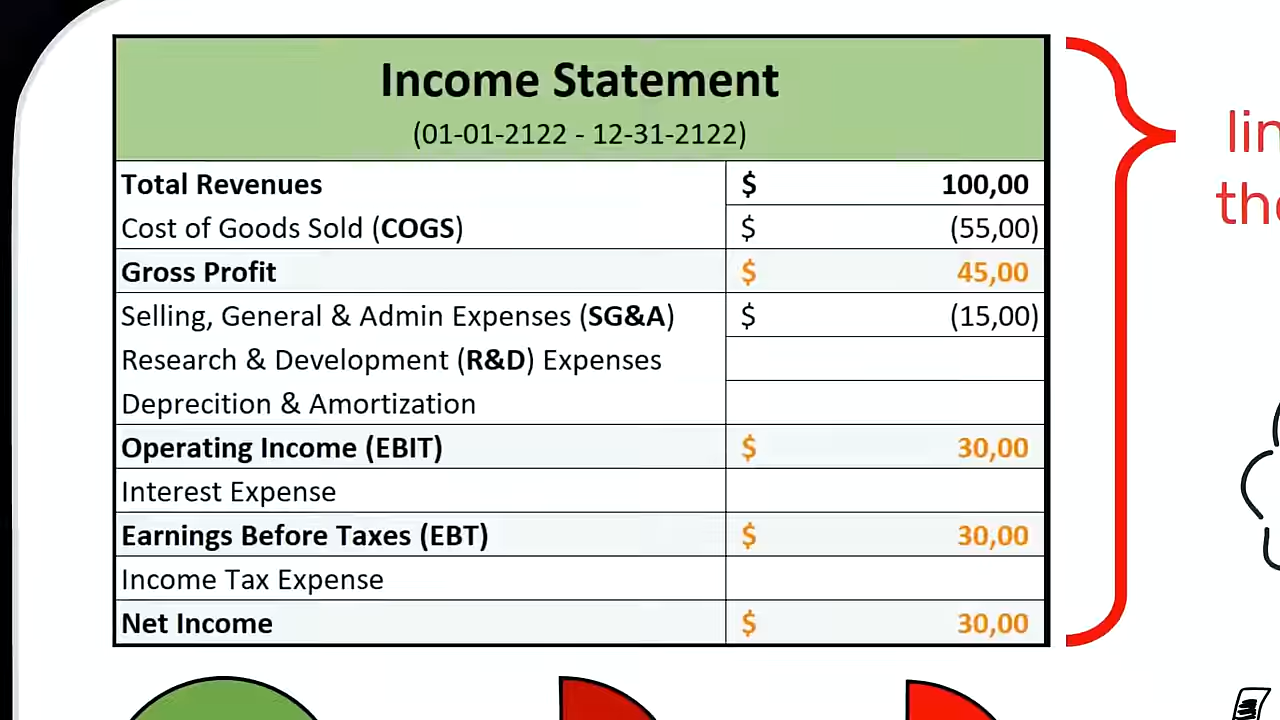 Income Statement
(01-01-2122 - 12-31-2122)
Total Revenues $ 100,00
Cost of Goods Sold (COGS) $ (55,00)
Gross Profit $ 45,00
Selling, General & Admin Expenses (SG&A) $ (15,00)
Research & Development (R&D) Expenses
Deprecition & Amortization
Operating Income (EBIT) $ 30,00
Interest Expense
Earnings Before Taxes (EBT) $ 30,00
Income Tax Expense
Net Income $ 30,00